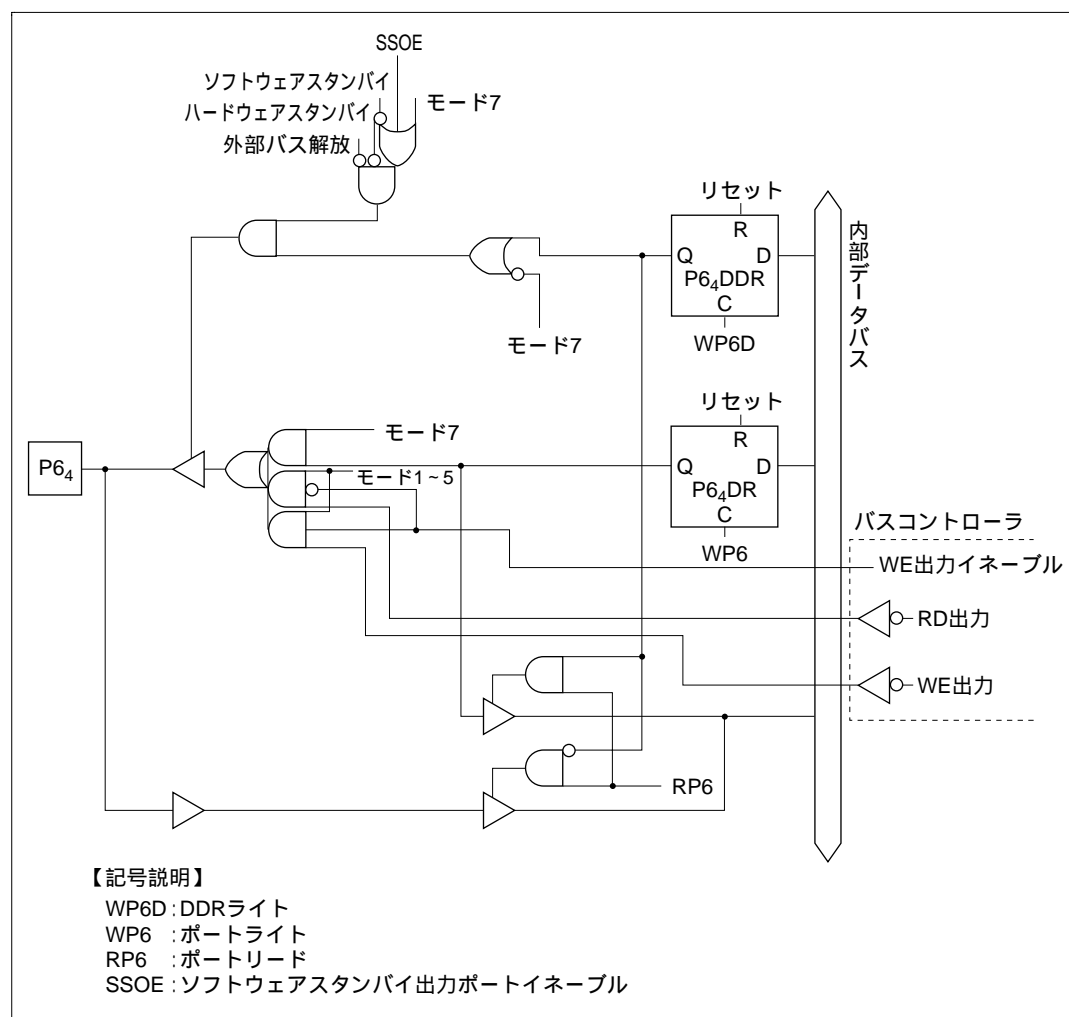 SSOE
ソフトウェアスタンバイ
モード7
ハードウェアスタンバイ
外部バス解放
リセット
R
Q
D
P6₄DDR
C
WP6D
モード7
内部データバス
リセット
モード7
R
P6₄
モード1~5
Q
D
P6₄DR
C
WP6
バスコントローラ
WE出力イネーブル
RD出力
WE出力
RP6
【記号説明】
WP6D:DDRライト
WP6 :ポートライト
RP6 :ポートリード
SSOE:ソフトウェアスタンバイ出力ポートイネーブル